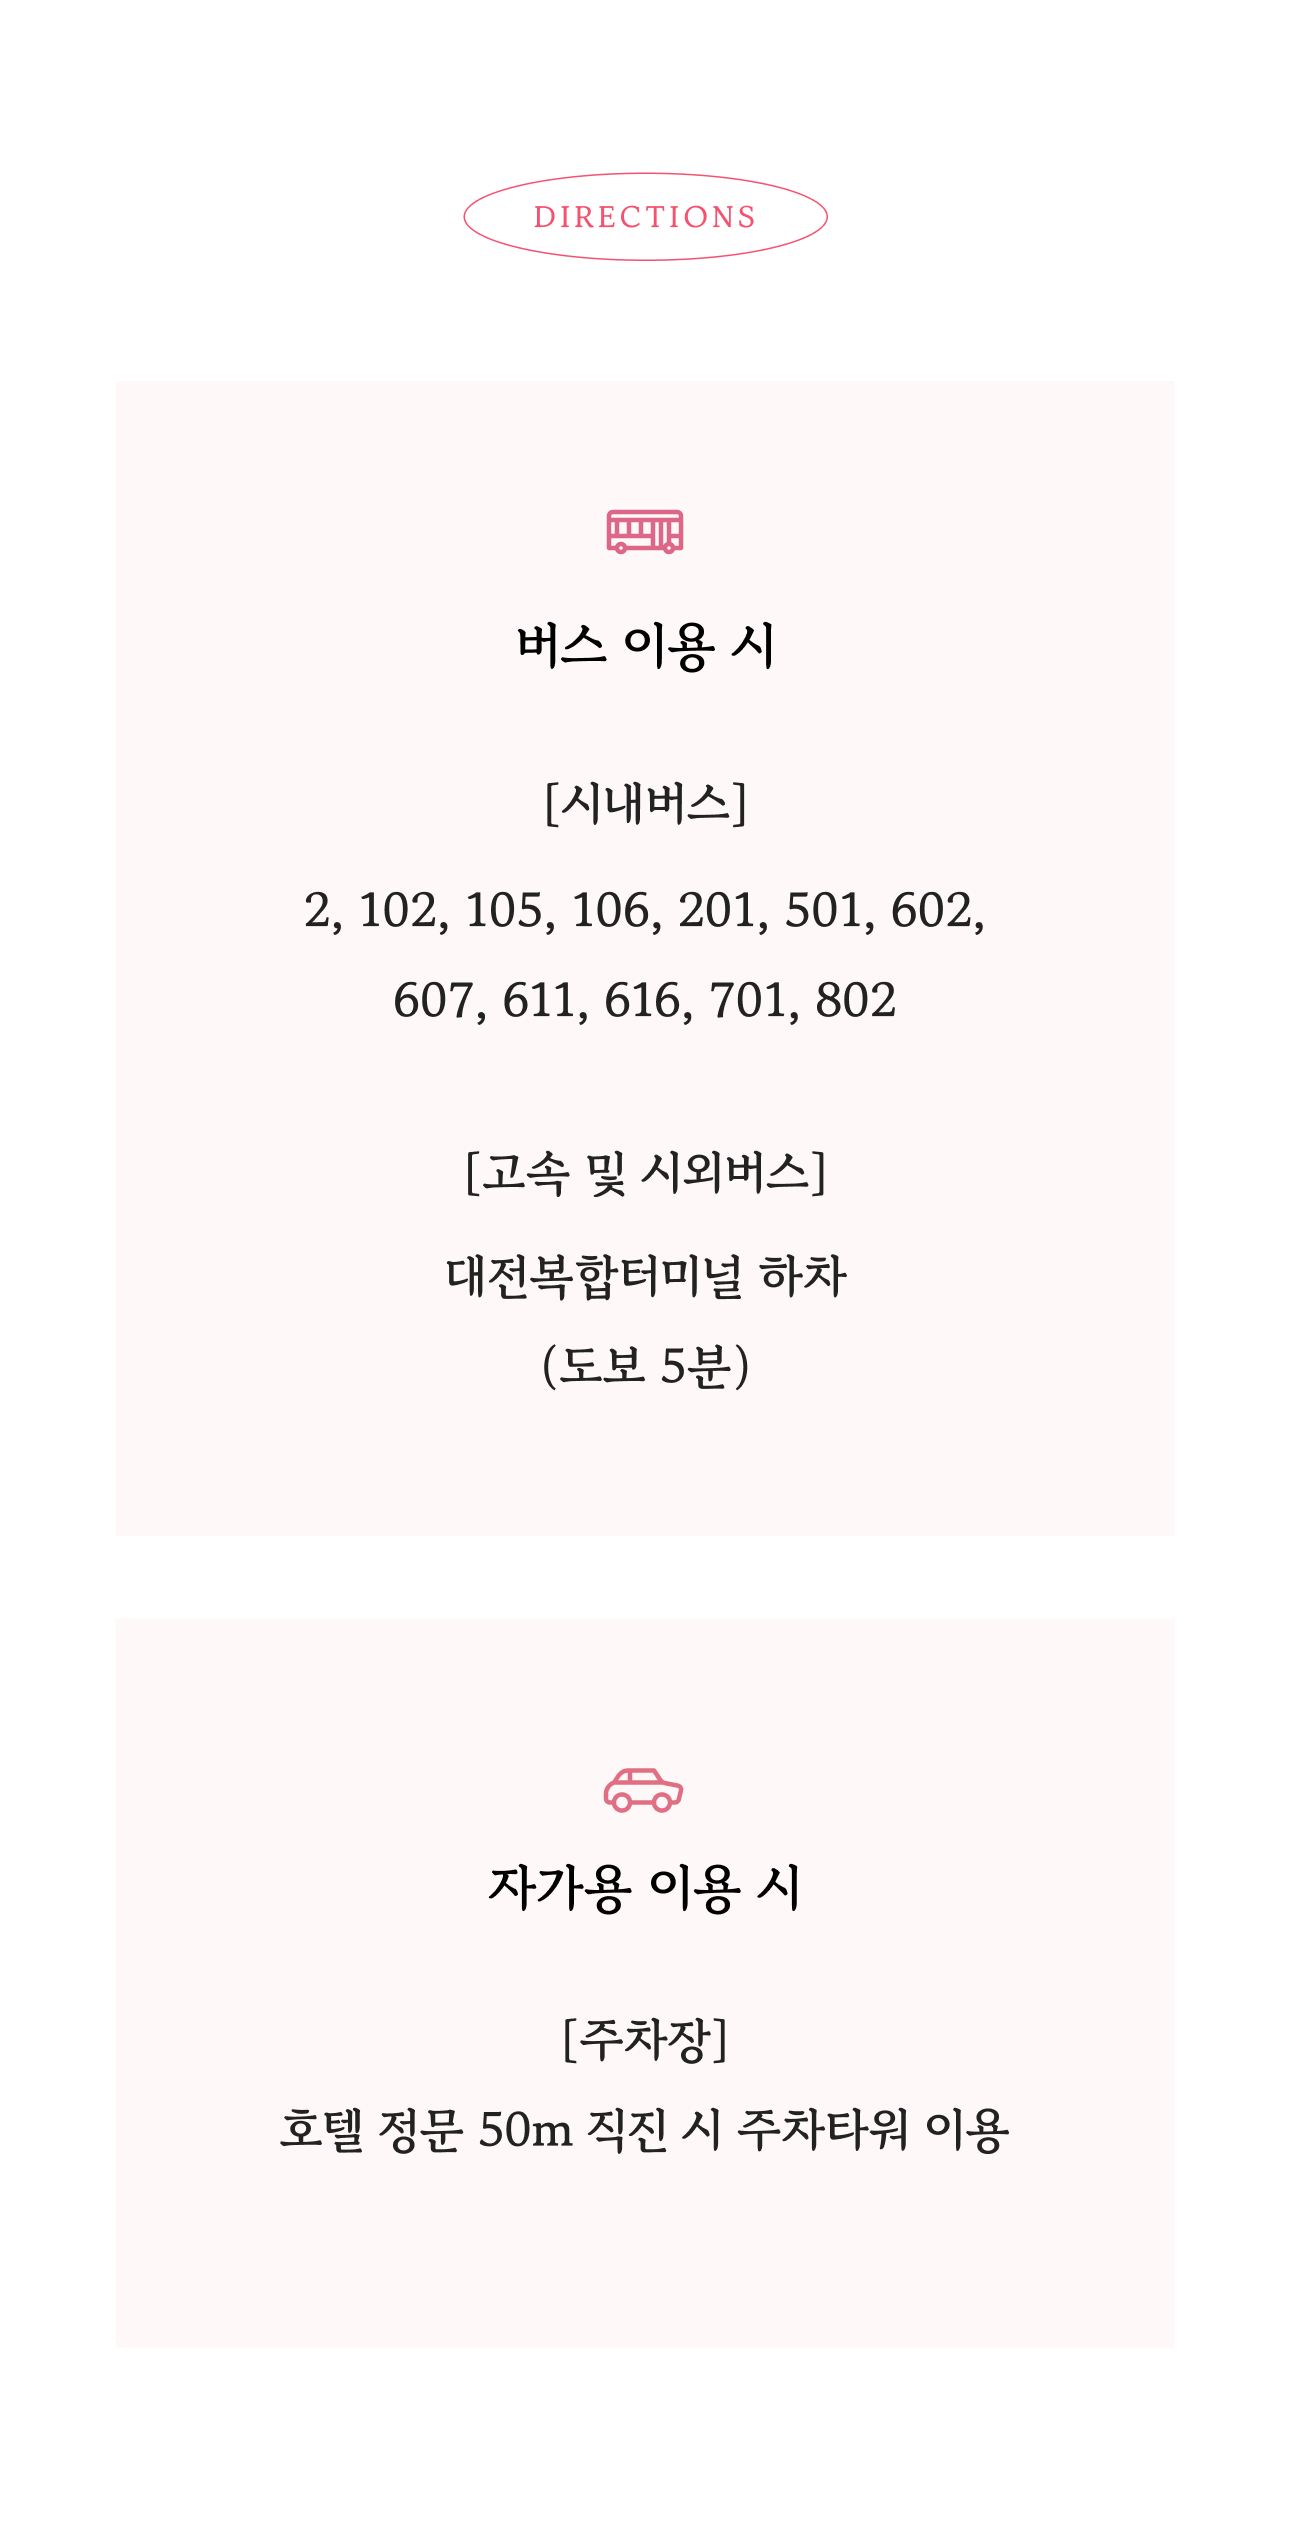 DIRECTIONS
버스 이용 시
[시내버스]
2, 102, 105, 106, 201, 501, 602,
607, 611, 616, 701, 802
[고속 및 시외버스]
대전복합터미널 하차
(도보 5분)
자가용 이용 시
[주차장]
호텔 정문 50m 직진 시 주차타워 이용